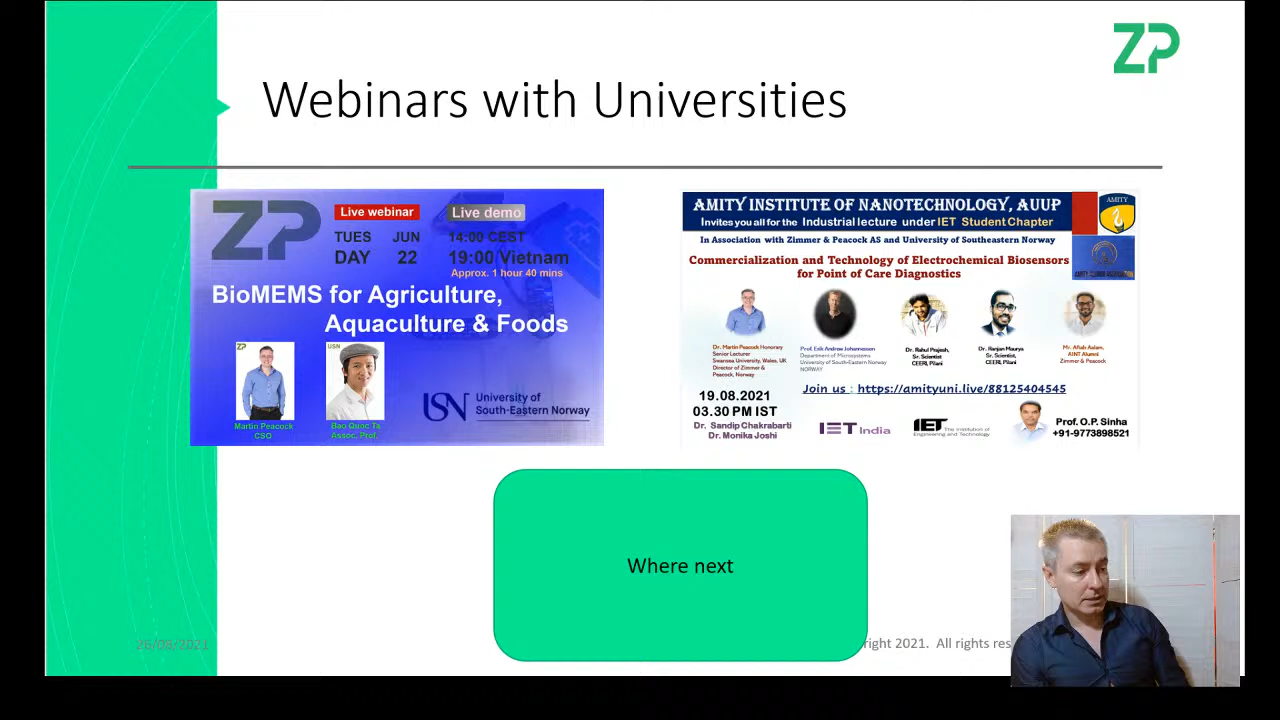 ZP
Webinars with Universities
ZP
Live webinar
Live demo
TUES JUN 14:00 CEST
DAY 22 19:00 Vietnam
Approx. 1 hour 40 mins
BioMEMS for Agriculture,
Aquaculture & Foods
ZP
USN
Martin Peacock
CSO
Bao Quoc Ta
Assoc. Prof.
USN University of
South-Eastern Norway
AMITY INSTITUTE OF NANOTECHNOLOGY, AUUP
Invites you all for the Industrial lecture under IET Student Chapter
In Association with Zimmer & Peacock AS and University of Southeastern Norway
AMITY
Commercialization and Technology of Electrochemical Biosensors
for Point of Care Diagnostics
Dr. Martin Peacock Honorary
Senior Lecturer
Swansea University, Wales, UK
Director of Zimmer &
Peacock, Norway
Prof. Erik Andrew Johannessen
Department of Microsystems
University of South-Eastern Norway
NORWAY
Dr. Rahul Prajesh,
Sr. Scientist
CEERI, Pilani
Dr. Ranjan Maurya
Sr. Scientist,
CEERI, Pilani
Mr. Aftab Aalam,
AINT Alumni
Zimmer & Peacock
Join us : https://amityuni.live/88125404545
19.08.2021
03.30 PM IST
Dr. Sandip Chakrabarti
Dr. Monika Joshi
IET India
IET The Institution of
Engineering and Technology
Prof. O.P. Sinha
+91-9773898521
Where next
26/08/2021
right 2021. All rights res